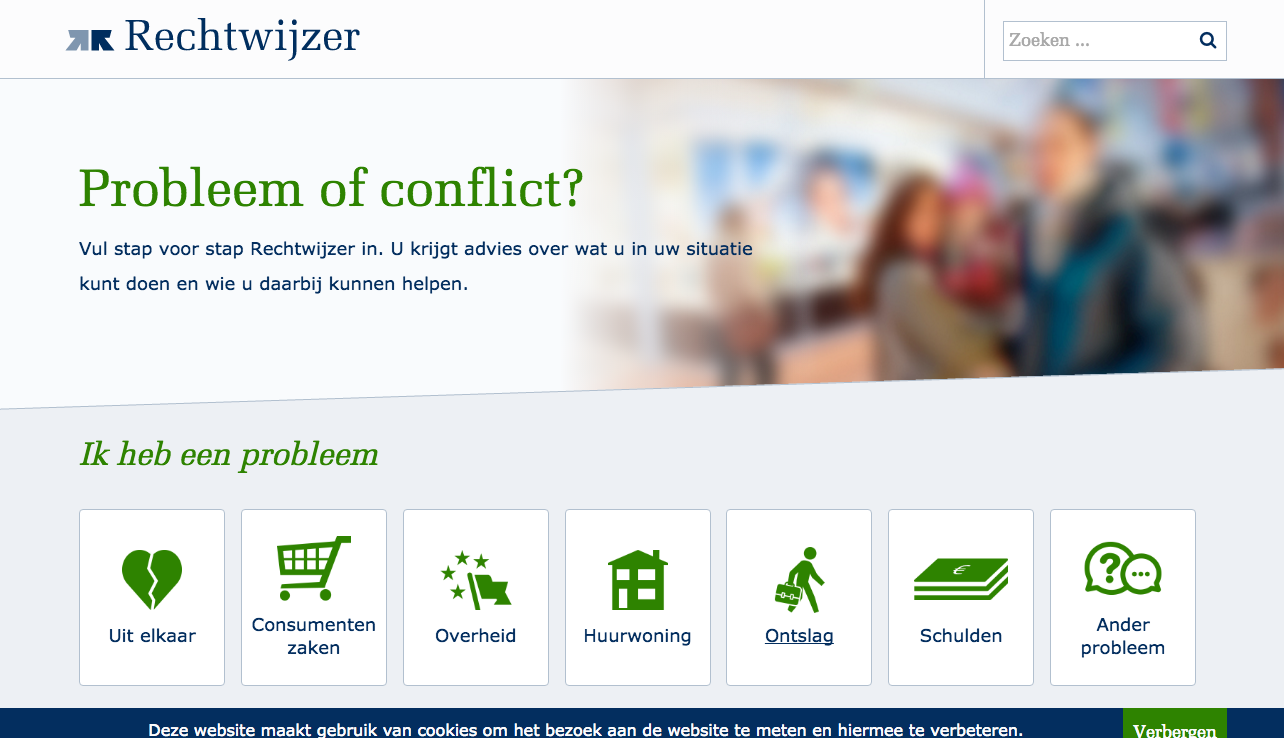 Rechtwijzer
Zoeken ...
Probleem of conflict?
Vul stap voor stap Rechtwijzer in. U krijgt advies over wat u in uw situatie
kunt doen en wie u daarbij kunnen helpen.
Ik heb een probleem
Uit elkaar
Consumenten
zaken
Overheid
Huurwoning
Ontslag
€
Schulden
?
Ander
probleem
Deze website maakt gebruik van cookies om het bezoek aan de website te meten en hiermee te verbeteren.
Verbergen